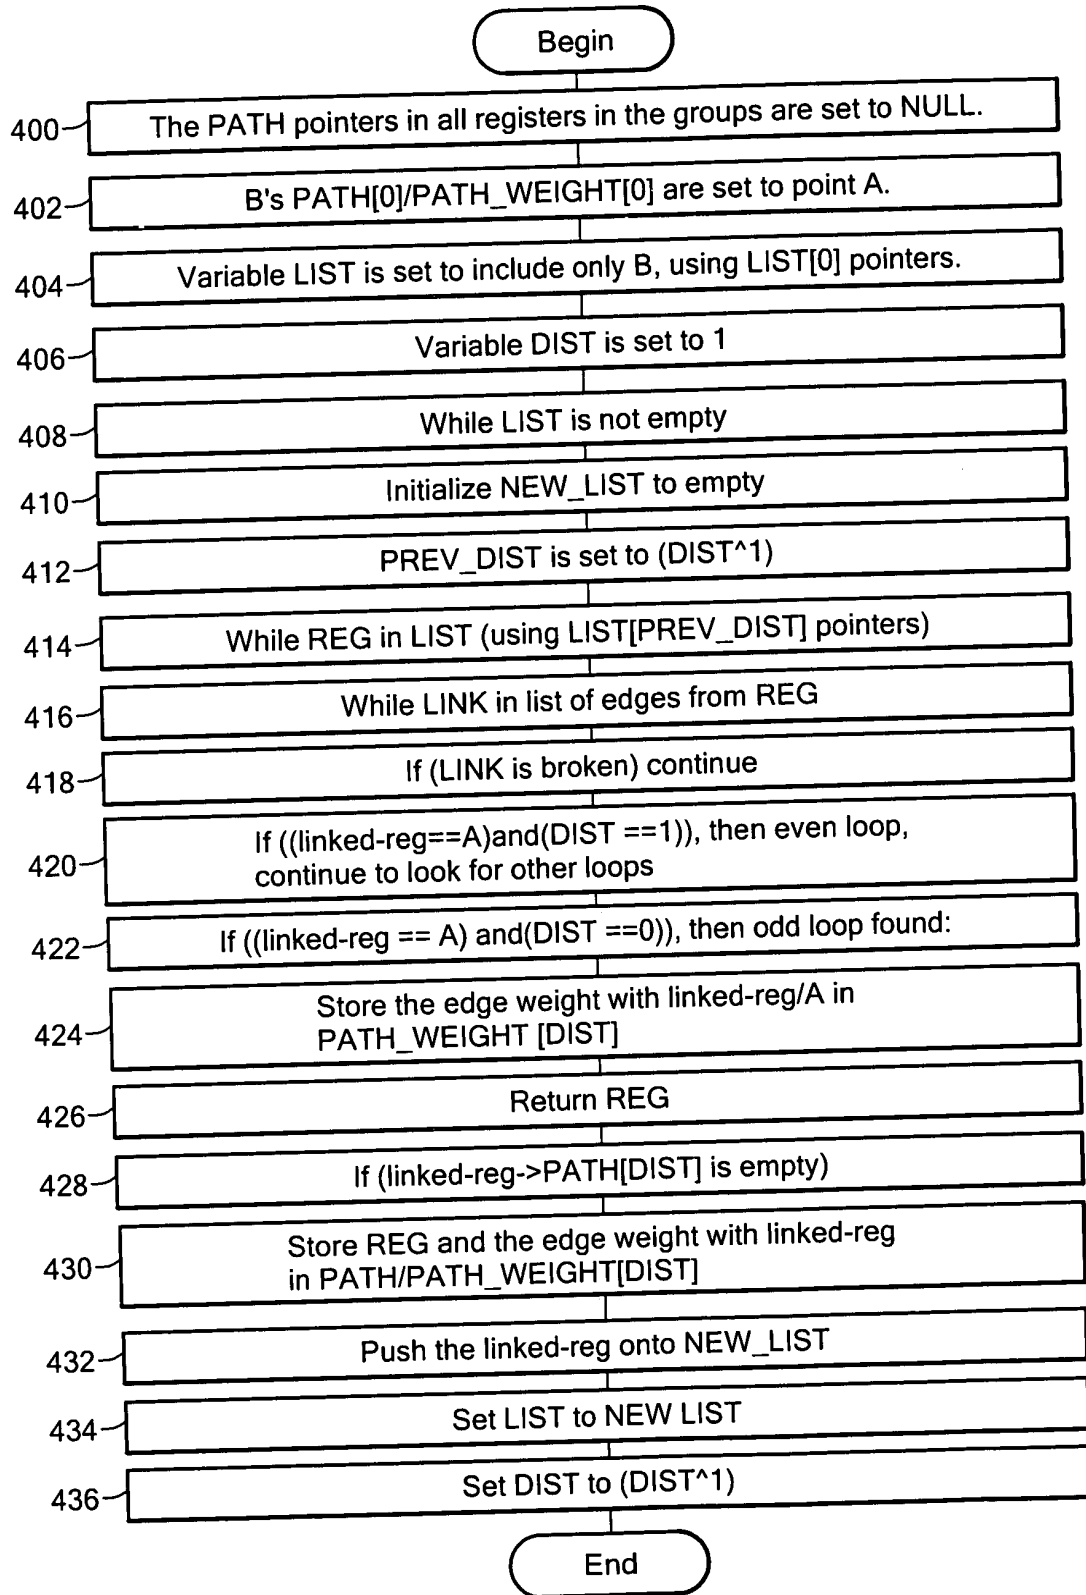 Begin
400
The PATH pointers in all registers in the groups are set to NULL.
402
B's PATH[0]/PATH_WEIGHT[0] are set to point A.
404
Variable LIST is set to include only B, using LIST[0] pointers.
406
Variable DIST is set to 1
408
While LIST is not empty
410
Initialize NEW_LIST to empty
412
PREV_DIST is set to (DIST^1)
414
While REG in LIST (using LIST[PREV_DIST] pointers)
416
While LINK in list of edges from REG
418
If (LINK is broken) continue
420
If ((linked-reg==A)and(DIST ==1)), then even loop,
continue to look for other loops
422
If ((linked-reg == A) and(DIST ==0)), then odd loop found:
424
Store the edge weight with linked-reg/A in
PATH_WEIGHT [DIST]
426
Return REG
428
If (linked-reg->PATH[DIST] is empty)
430
Store REG and the edge weight with linked-reg
in PATH/PATH_WEIGHT[DIST]
432
Push the linked-reg onto NEW_LIST
434
Set LIST to NEW LIST
436
Set DIST to (DIST^1)
End